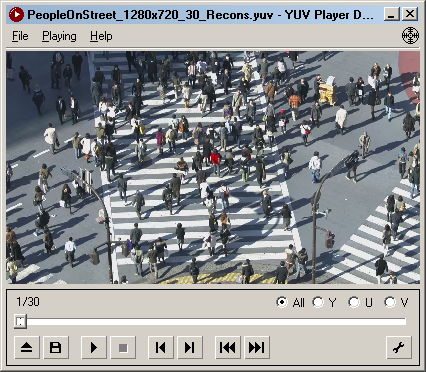 PeopleOnStreet_1280x720_30_Recons.yuv - YUV Player D...
File Playing Help
1/30 All Y U V